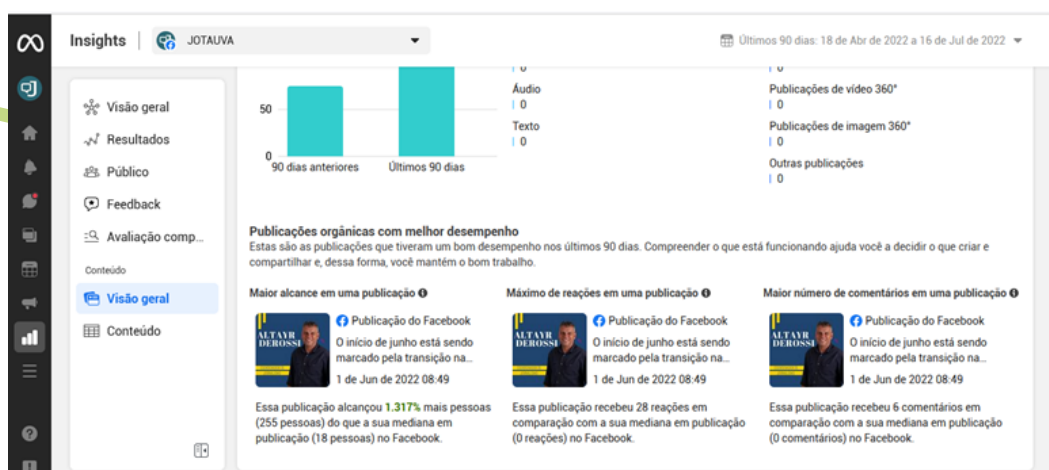 Insights
JOTAUVA
Últimos 90 dias: 18 de Abr de 2022 a 16 de Jul de 2022
Visão geral
Resultados
Público
Feedback
Avaliação comp...
Conteúdo
Visão geral
Conteúdo
50
0
90 dias anteriores
Últimos 90 dias
0
Áudio
0
Texto
0
0
Publicações de vídeo 360°
0
Publicações de imagem 360°
0
Outras publicações
0
Publicações orgânicas com melhor desempenho
Estas são as publicações que tiveram um bom desempenho nos últimos 90 dias. Compreender o que está funcionando ajuda você a decidir o que criar e
compartilhar e, dessa forma, você mantém o bom trabalho.
Maior alcance em uma publicação
ALTAYR
DEROSSI
Publicação do Facebook
O início de junho está sendo
marcado pela transição na...
1 de Jun de 2022 08:49
Essa publicação alcançou 1.317% mais pessoas
(255 pessoas) do que a sua mediana em
publicação (18 pessoas) no Facebook.
Máximo de reações em uma publicação
ALTAYR
DEROSSI
Publicação do Facebook
O início de junho está sendo
marcado pela transição na...
1 de Jun de 2022 08:49
Essa publicação recebeu 28 reações em
comparação com a sua mediana em publicação
(0 reações) no Facebook.
Maior número de comentários em uma publicação
ALTAYR
DEROSSI
Publicação do Facebook
O início de junho está sendo
marcado pela transição na...
1 de Jun de 2022 08:49
Essa publicação recebeu 6 comentários em
comparação com a sua mediana em publicação
(0 comentários) no Facebook.